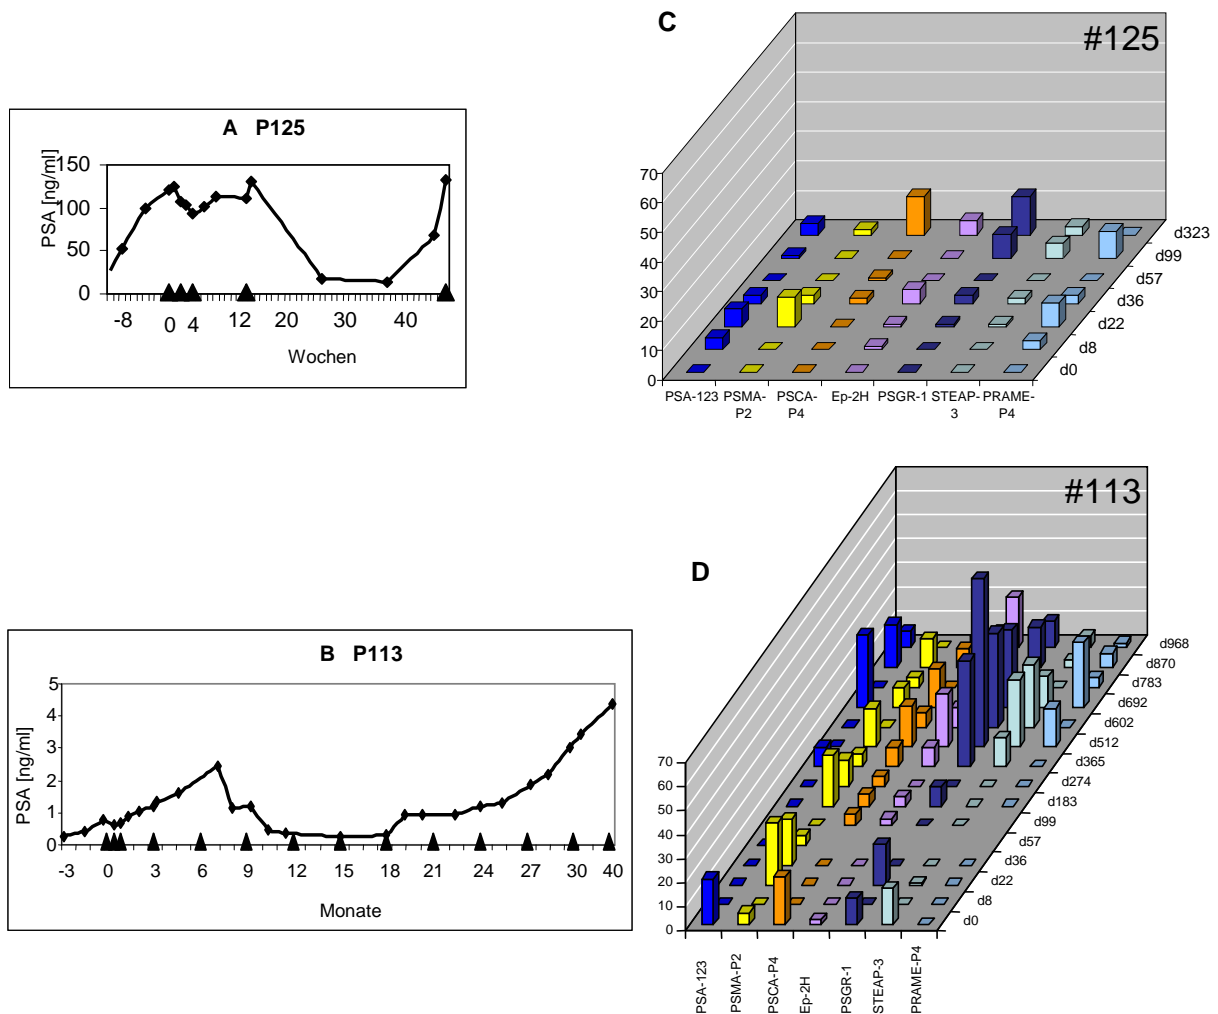 A P125
PSA [ng/ml]
150
100
50
0
-8 0 4 12 20 30 40
Wochen
C
#125
70
60
50
40
30
20
10
0
PSA-123 PSMA-P2 PSCA-P4 Ep-2H PSGR-1 STEAP-3 PRAME-P4
d323
d99
d57
d36
d22
d8
d0
B P113
PSA [ng/ml]
5
4
3
2
1
0
-3 0 3 6 9 12 15 18 21 24 27 30 40
Monate
D
#113
70
60
50
40
30
20
10
0
PSA-123
PSMA-P2
PSCA-P4
Ep-2H
PSGR-1
STEAP-3
PRAME-P4
d968
d870
d783
d692
d602
d512
d365
d274
d183
d99
d57
d36
d22
d8
d0